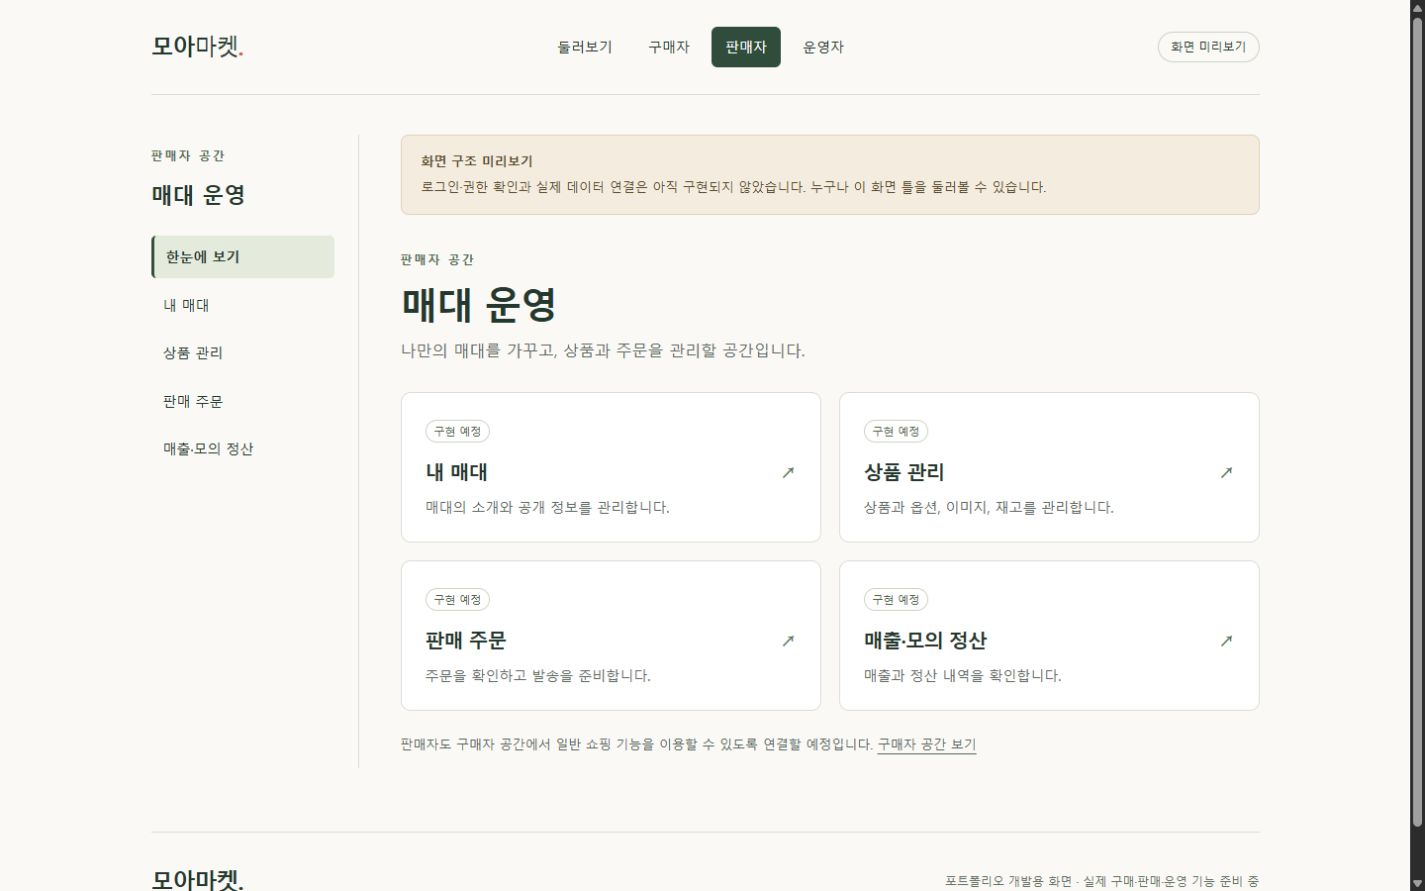 모아마켓.
둘러보기
구매자
판매자
운영자
화면 미리보기
판매자 공간
매대 운영
한눈에 보기
내 매대
상품 관리
판매 주문
매출·모의 정산
화면 구조 미리보기
로그인·권한 확인과 실제 데이터 연결은 아직 구현되지 않았습니다. 누구나 이 화면 틀을 둘러볼 수 있습니다.
판매자 공간
매대 운영
나만의 매대를 가꾸고, 상품과 주문을 관리할 공간입니다.
구현 예정
내 매대
↗
매대의 소개와 공개 정보를 관리합니다.
구현 예정
상품 관리
↗
상품과 옵션, 이미지, 재고를 관리합니다.
구현 예정
판매 주문
↗
주문을 확인하고 발송을 준비합니다.
구현 예정
매출·모의 정산
↗
매출과 정산 내역을 확인합니다.
판매자도 구매자 공간에서 일반 쇼핑 기능을 이용할 수 있도록 연결할 예정입니다. 구매자 공간 보기
모아마켓.
포트폴리오 개발용 화면 · 실제 구매·판매·운영 기능 준비 중